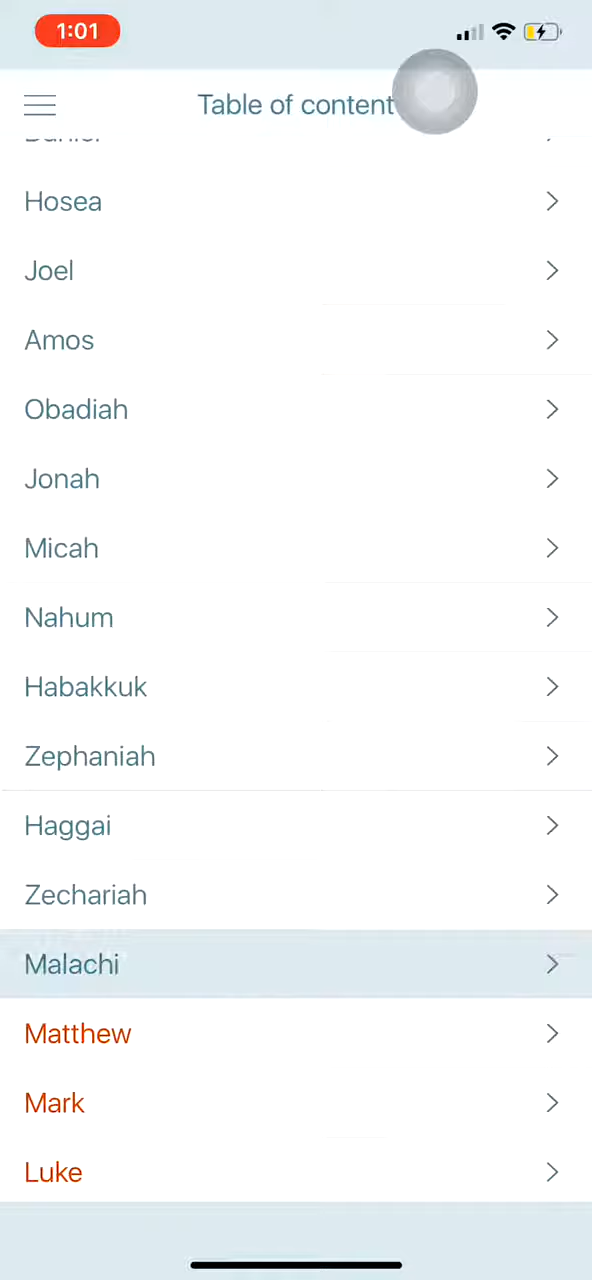 1:01
Table of content
Hosea
Joel
Amos
Obadiah
Jonah
Micah
Nahum
Habakkuk
Zephaniah
Haggai
Zechariah
Malachi
Matthew
Mark
Luke